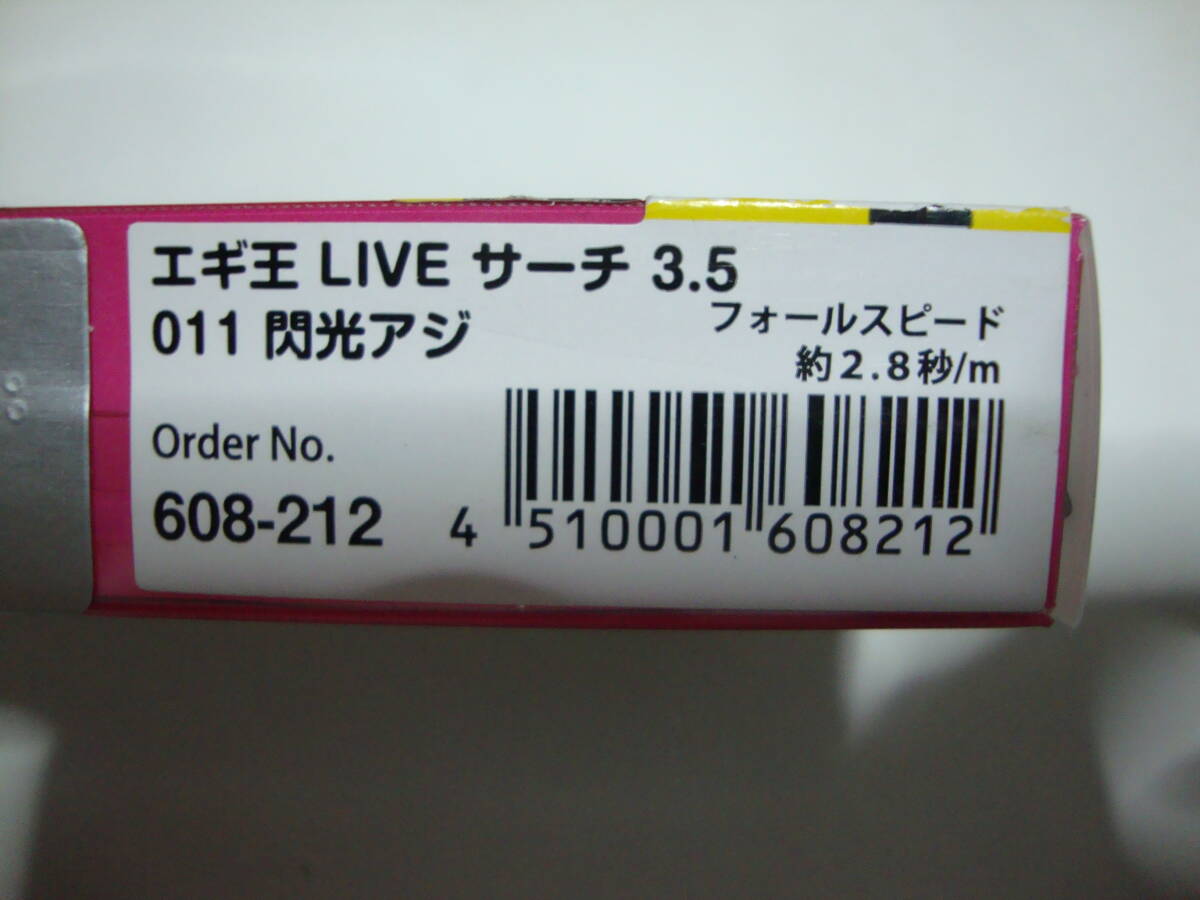 エギ王 LIVE サーチ 3.5
011 閃光アジ
フォールスピード
約2.8秒/m
Order No.
608-212
4 510001 608212